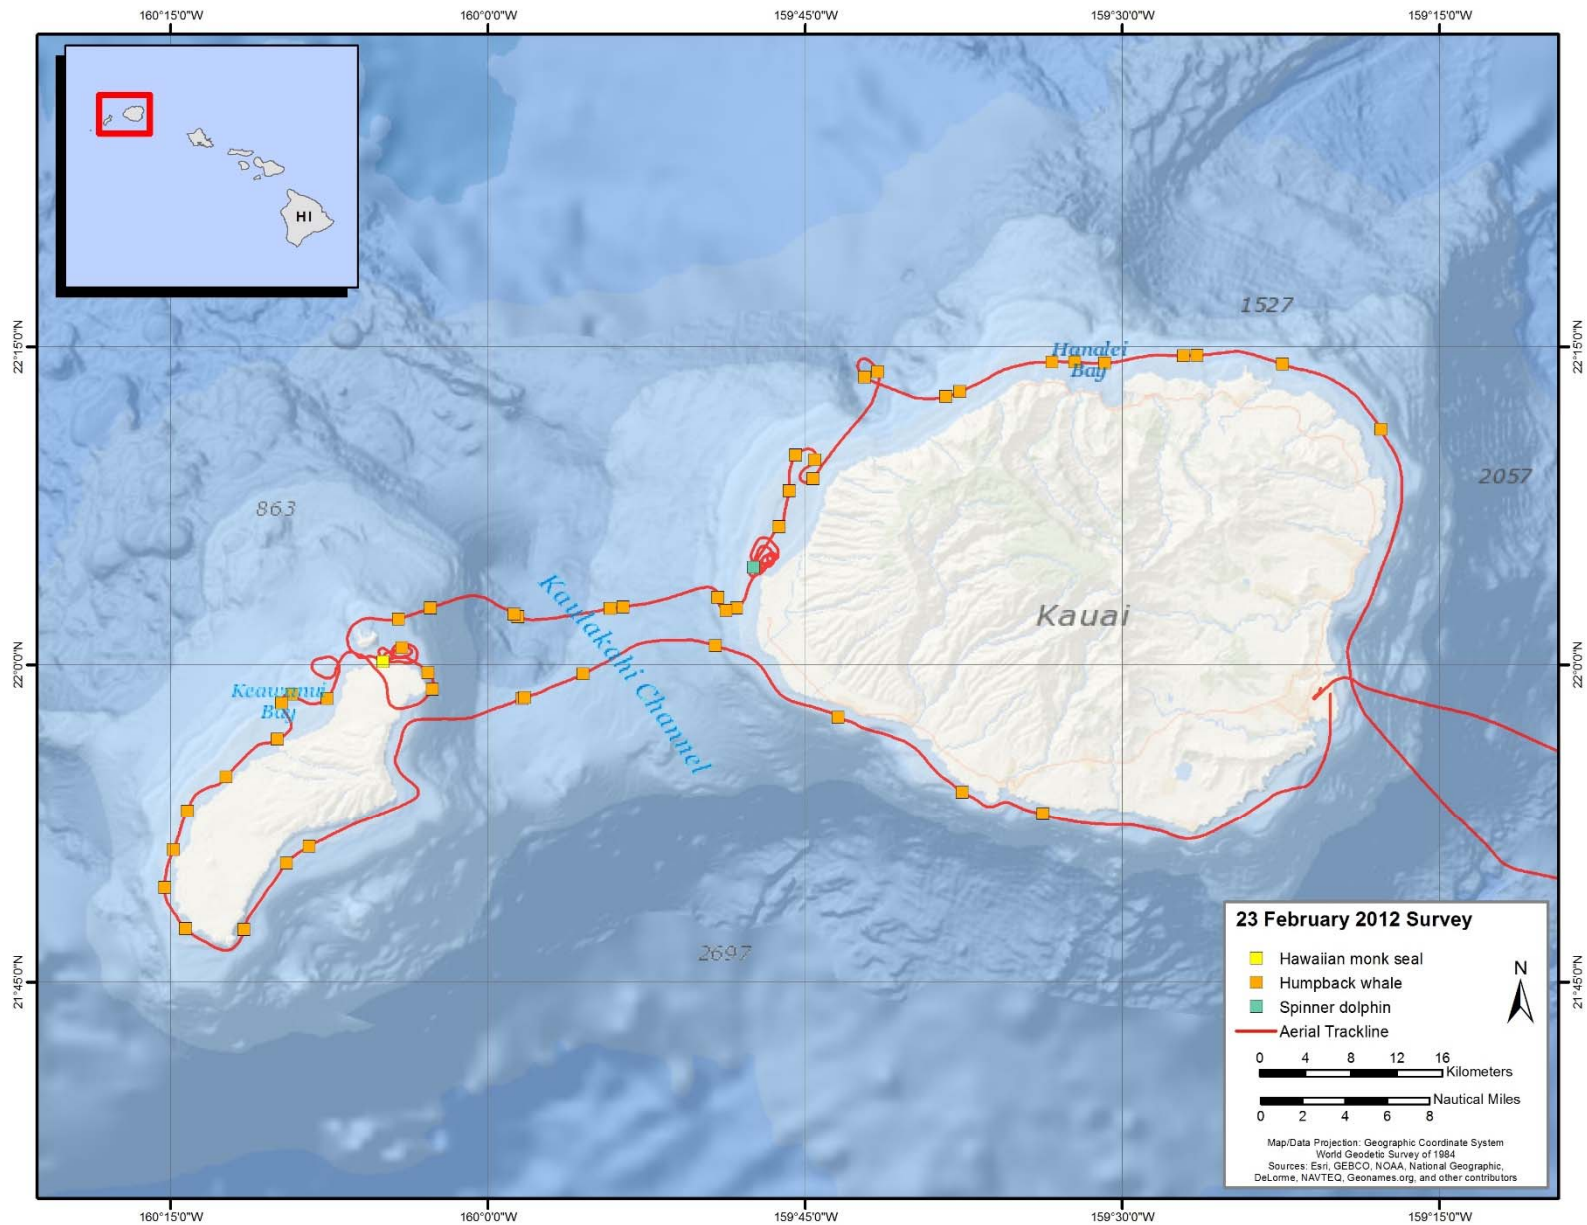 160°15'0"W 160°0'0"W 159°45'0"W 159°30'0"W 159°15'0"W
HI
1527
22°15'0"N 22°15'0"N
Hanalei
Bay
2057
863
Kaulakahi Channel
Kauai
22°0'0"N 22°0'0"N
Keawanui
Bay
2697
21°45'0"N 21°45'0"N
23 February 2012 Survey
Hawaiian monk seal
Humpback whale
Spinner dolphin
Aerial Trackline
N
0 4 8 12 16
Kilometers
Nautical Miles
0 2 4 6 8
Map/Data Projection: Geographic Coordinate System
World Geodetic Survey of 1984
Sources: Esri, GEBCO, NOAA, National Geographic,
DeLorme, NAVTEQ, Geonames.org, and other contributors
160°15'0"W 160°0'0"W 159°45'0"W 159°30'0"W 159°15'0"W